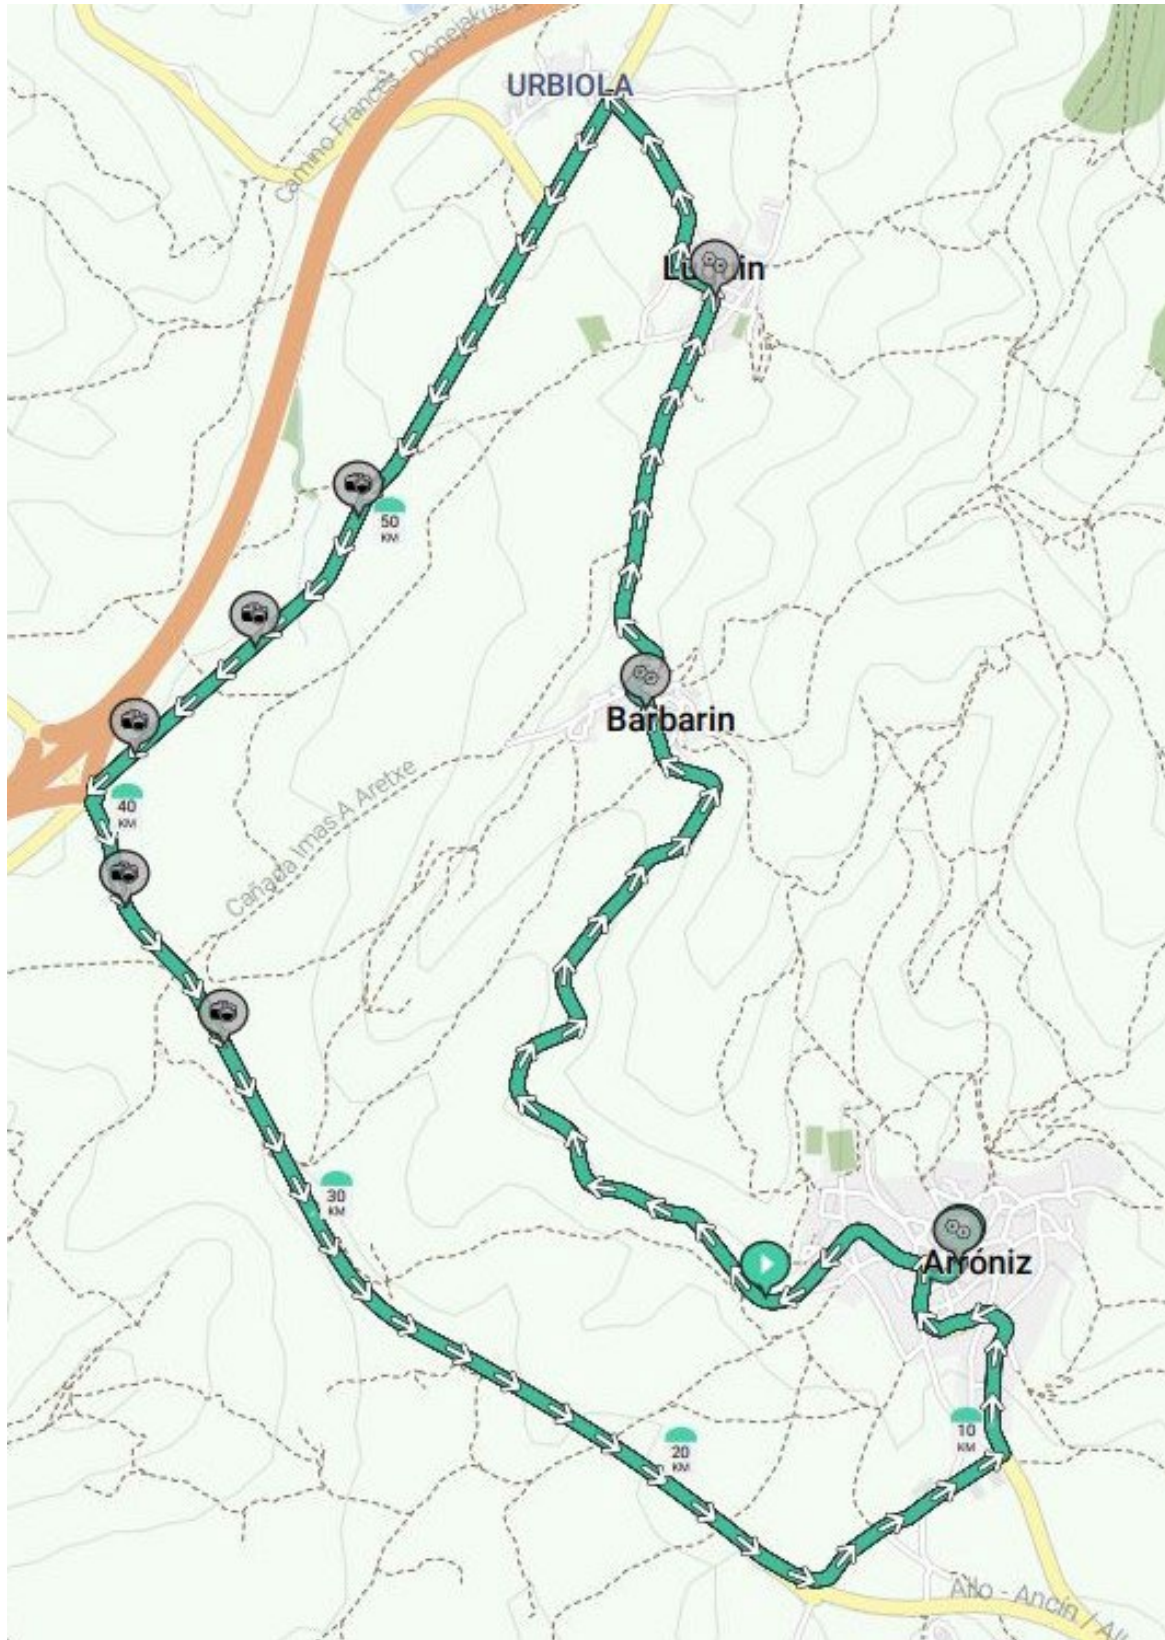 Camino Francés - Donejakue
URBIOLA
50
KM
Barbarin
40
KM
Cañada Imas A Aretxe
30
KM
Arróniz
10
KM
20
KM
Allo - Ancín /